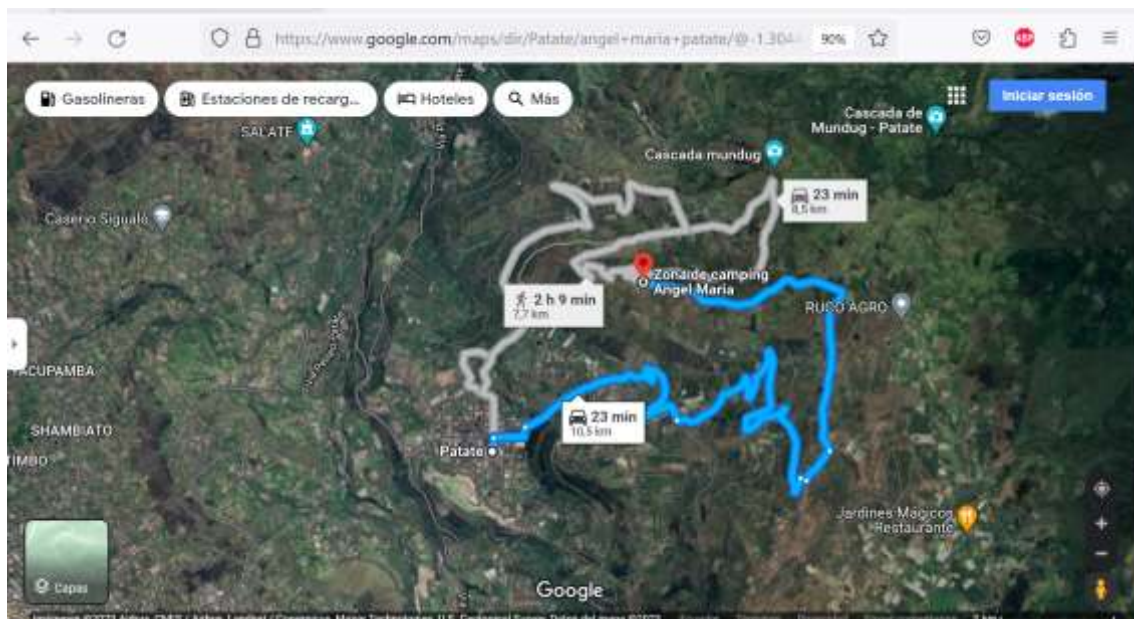 https://www.google.com/maps/dir/Patate/angel+maria+patate/@-1.304
90%
ABP
Gasolineras
Estaciones de recarg...
Hoteles
Más
Iniciar sesión
SALATE
Cascada de
Mundug - Patate
Cascada mundug
23 min
8,5 km
Caserio Sigualó
Zona de camping
Angel Maria
2 h 9 min
7,7 km
RUCO AGRO
SHAMBIATO
23 min
10,5 km
Patate
Jardines Mágicos
Restaurante
Capas
Google